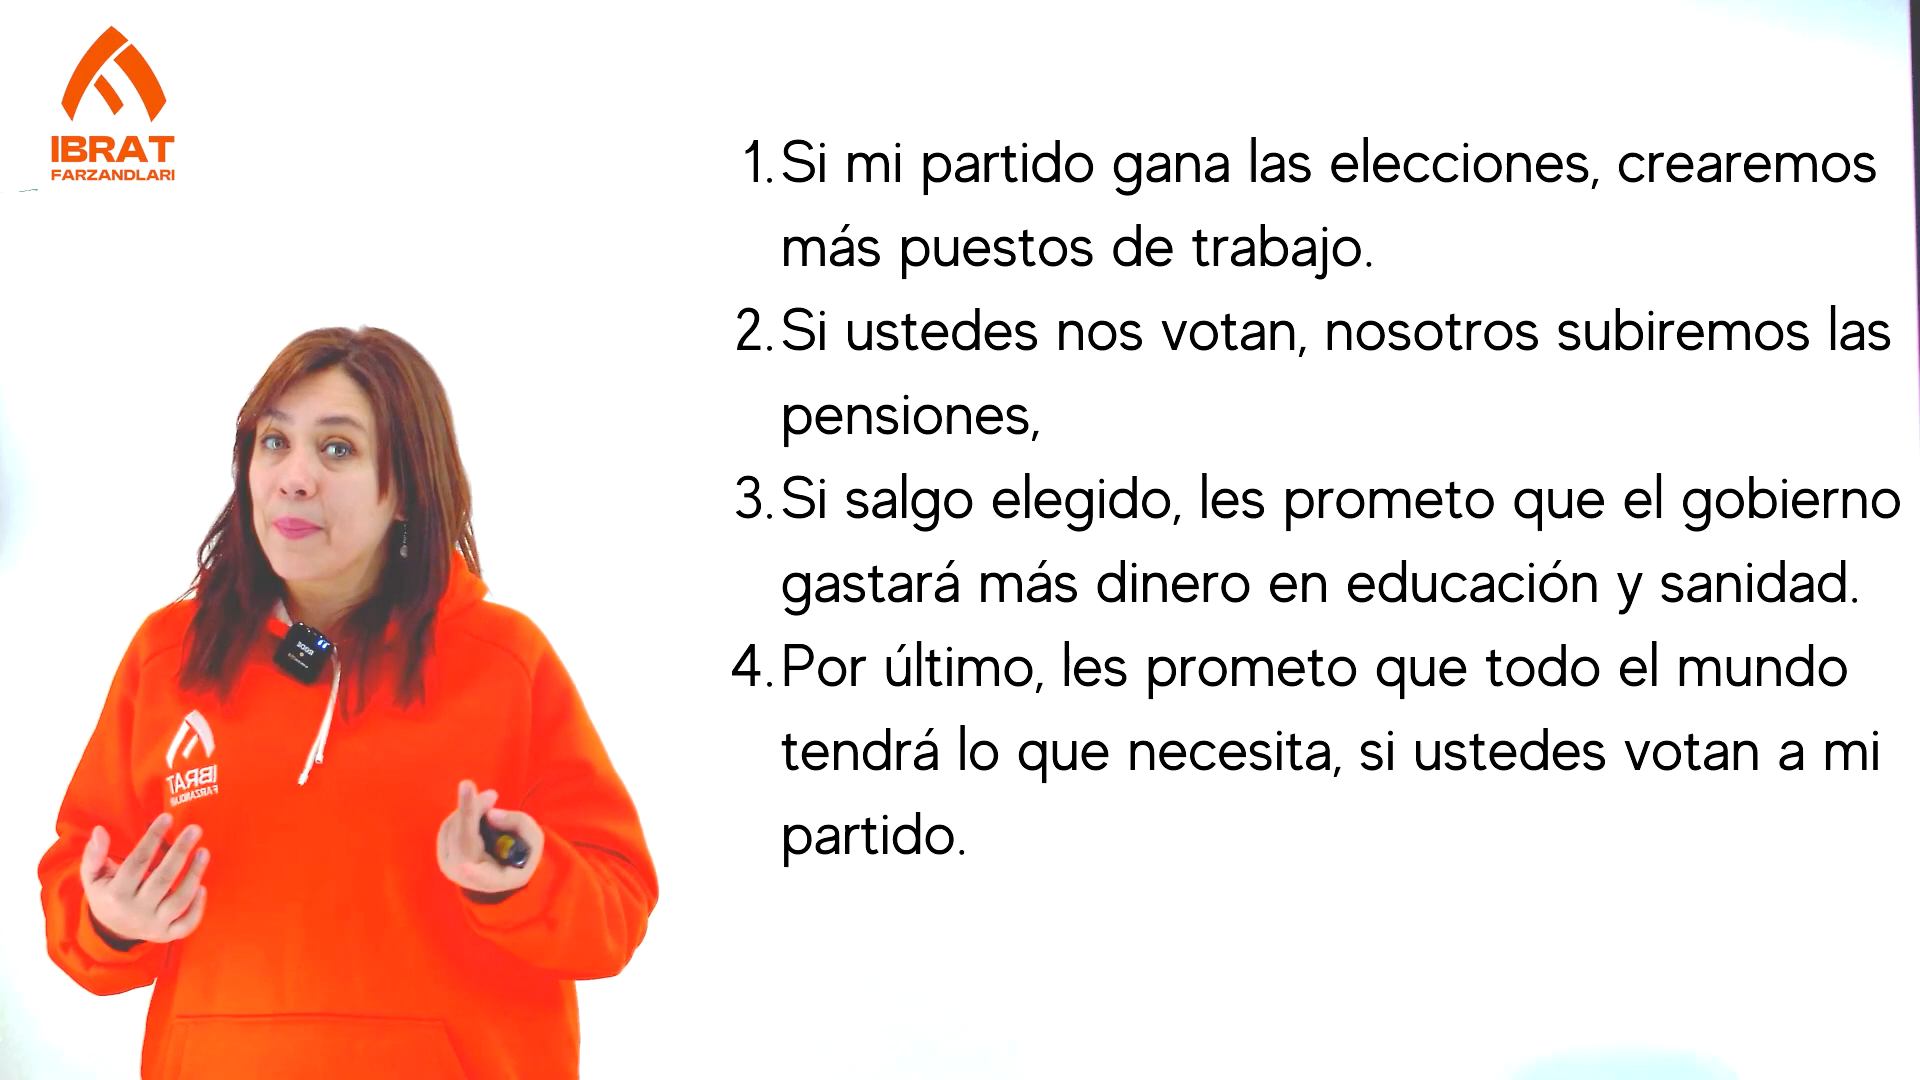 IBRAT
FARZANDLARI
1. Si mi partido gana las elecciones, crearemos
más puestos de trabajo.
2. Si ustedes nos votan, nosotros subiremos las
pensiones,
3. Si salgo elegido, les prometo que el gobierno
gastará más dinero en educación y sanidad.
4. Por último, les prometo que todo el mundo
tendrá lo que necesita, si ustedes votan a mi
partido.
IBRAT
RODE